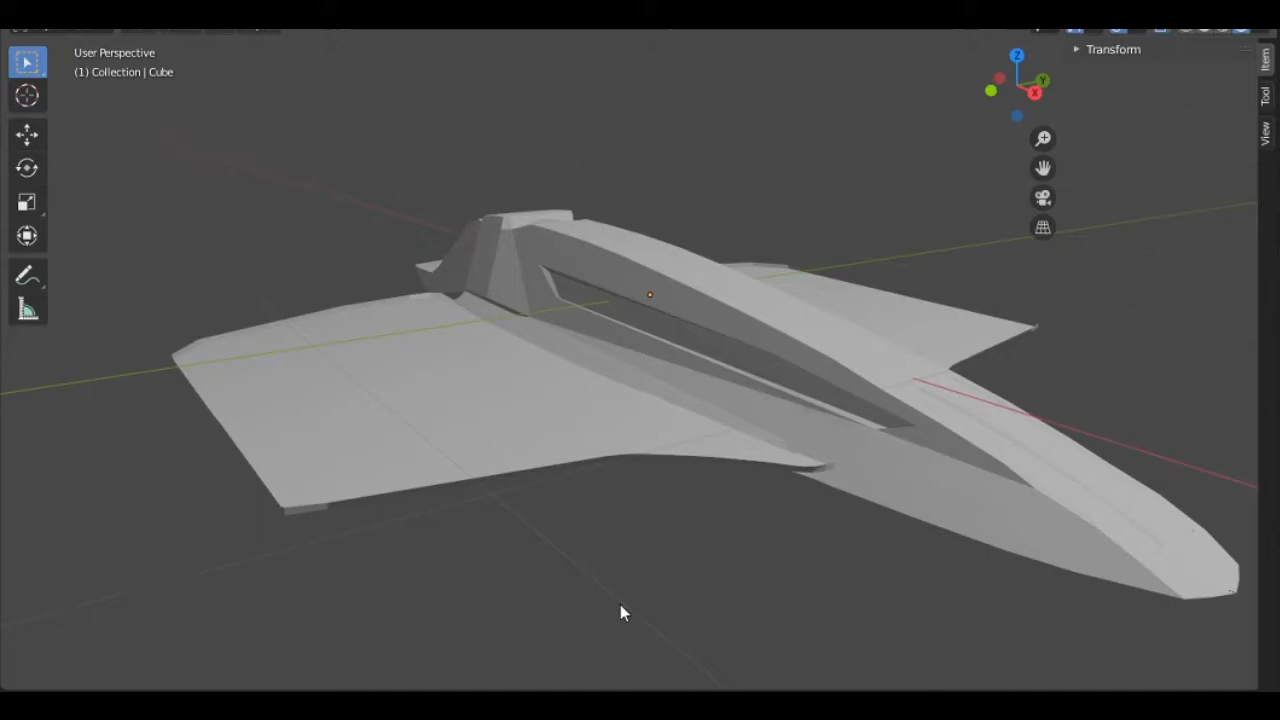 User Perspective
(1) Collection | Cube
Transform
Item
Tool
View
Z
Y
X